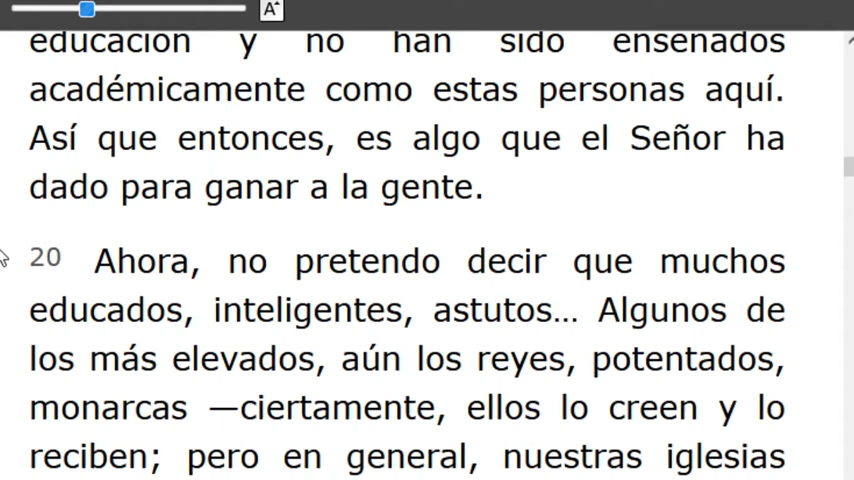 A
educación y no han sido enseñados
académicamente como estas personas aquí.
Así que entonces, es algo que el Señor ha
dado para ganar a la gente.
20 Ahora, no pretendo decir que muchos
educados, inteligentes, astutos... Algunos de
los más elevados, aún los reyes, potentados,
monarcas —ciertamente, ellos lo creen y lo
reciben; pero en general, nuestras iglesias